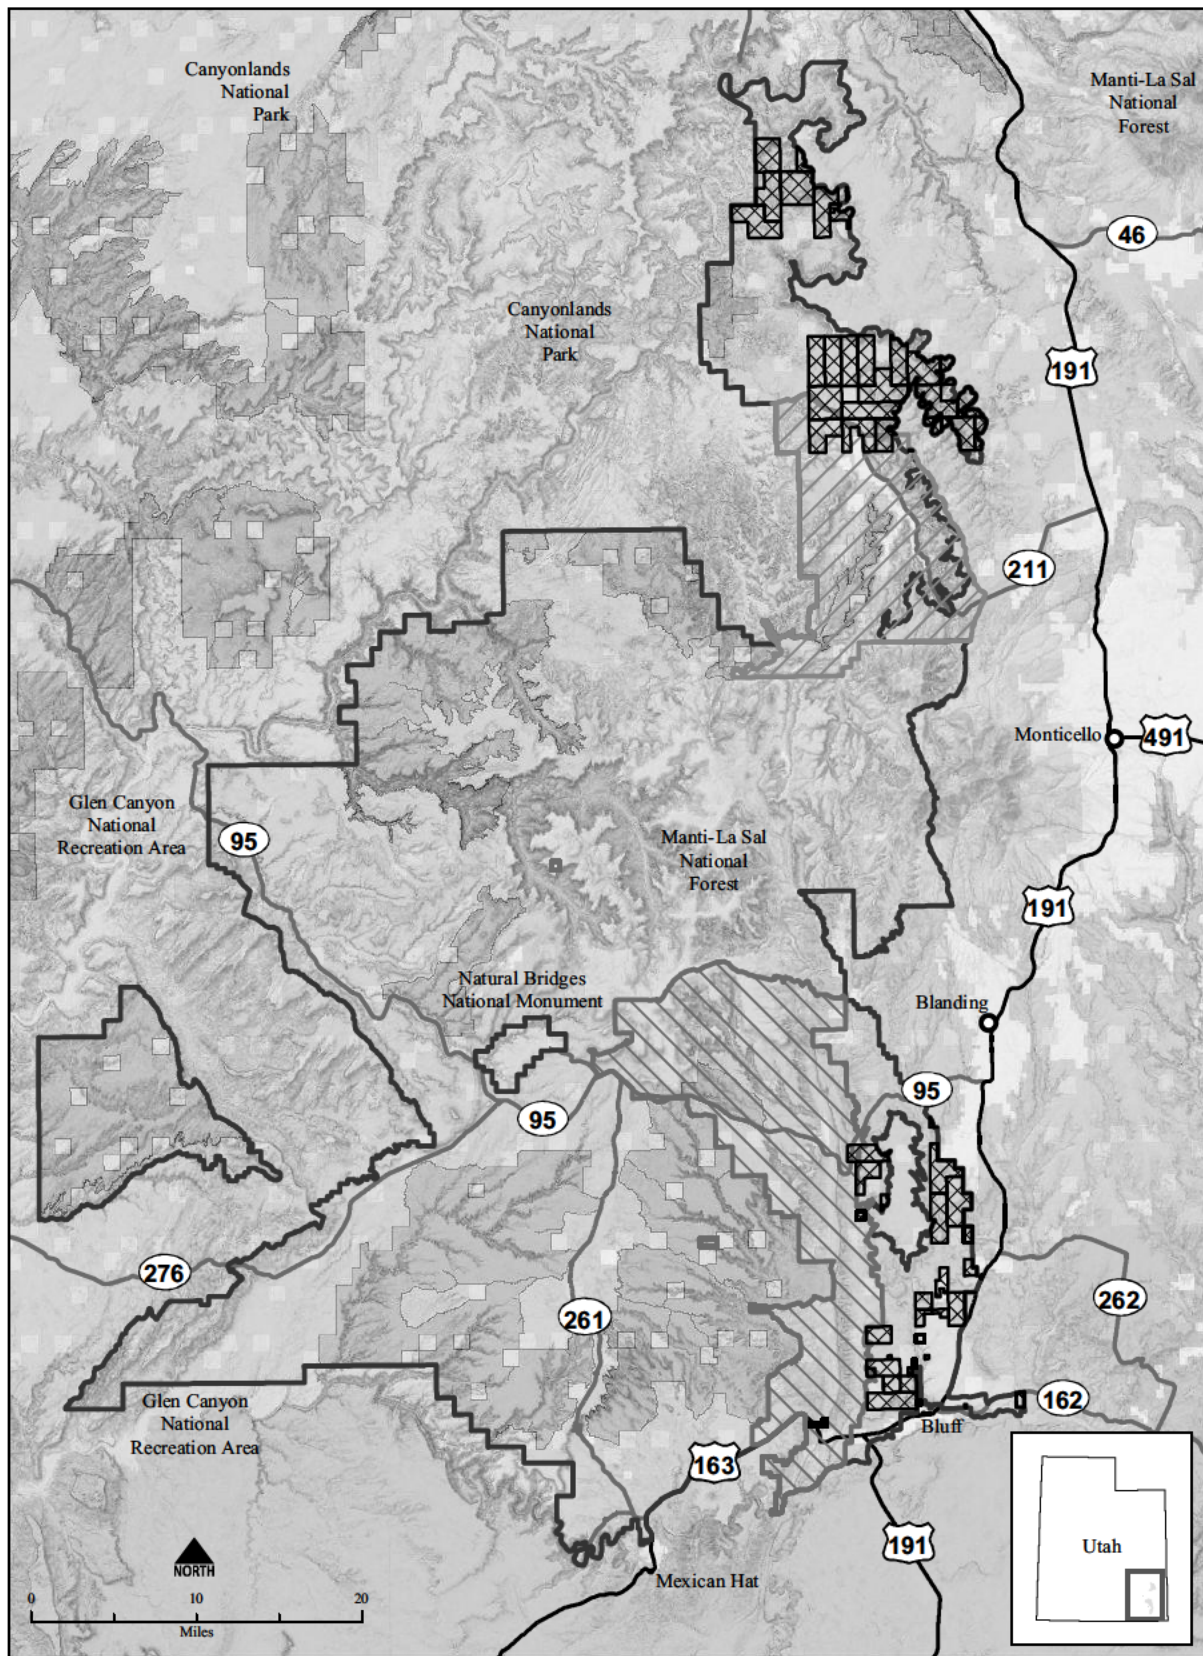 Canyonlands
National
Park
Manti-La Sal
National
Forest
46
Canyonlands
National
Park
191
211
Monticello
491
Glen Canyon
National
Recreation Area
95
Manti-La Sal
National
Forest
191
Natural Bridges
National Monument
Blanding
95
95
276
261
262
Glen Canyon
National
Recreation Area
162
Bluff
163
191
Utah
NORTH
Mexican Hat
0
10
20
Miles